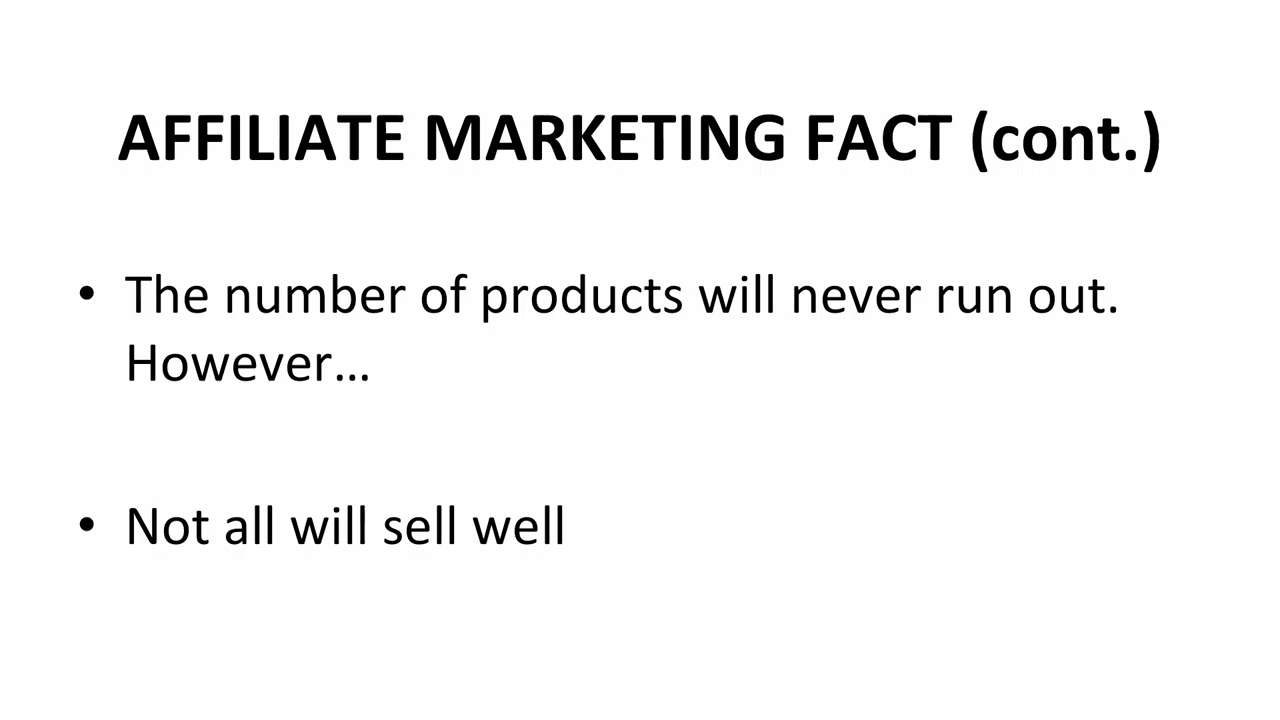 AFFILIATE MARKETING FACT (cont.)
• The number of products will never run out.
However...
• Not all will sell well